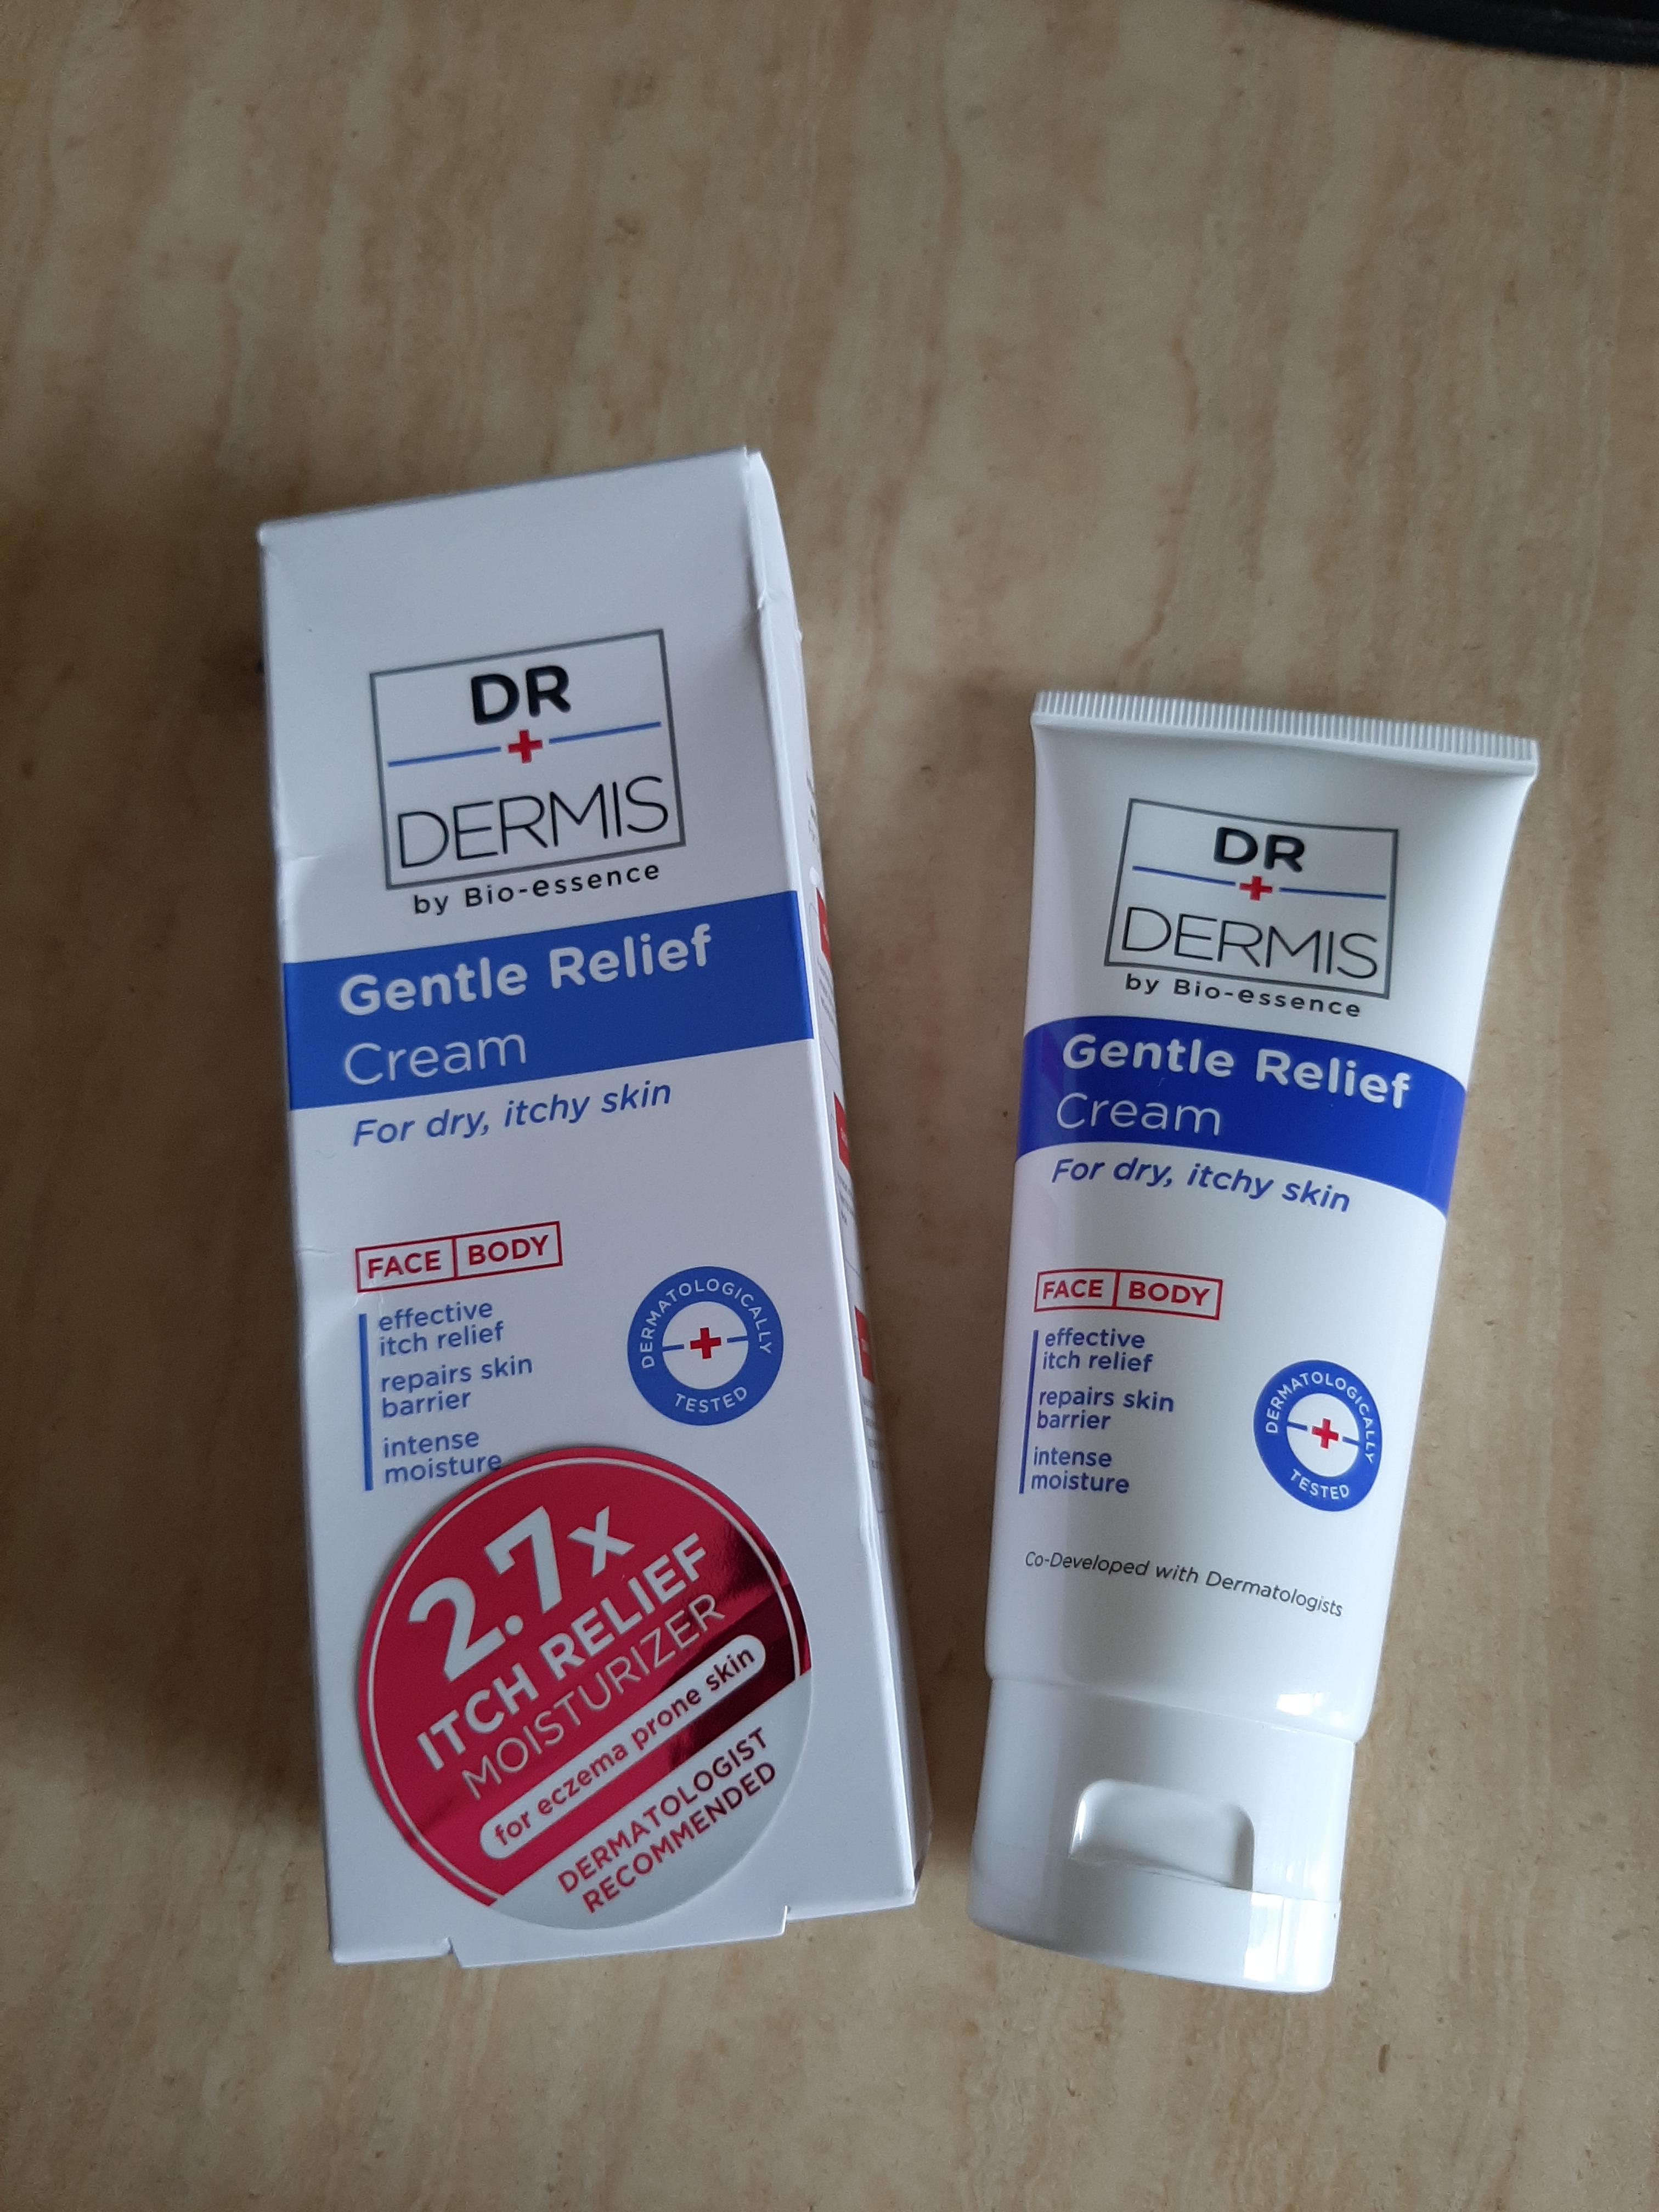 DR
DERMIS
by Bio-essence
Gentle Relief
Cream
For dry, itchy skin
FACE BODY
effective
itch relief
repairs skin
barrier
intense
moisture
DERMATOLOGICALLY
TESTED
2.7x
ITCH RELIEF
MOISTURIZER
for eczema prone skin
DERMATOLOGIST
RECOMMENDED
DR
DERMIS
by Bio-essence
Gentle Relief
Cream
For dry, itchy skin
FACE BODY
effective
itch relief
repairs skin
barrier
intense
moisture
DERMATOLOGICALLY
TESTED
Co-Developed with Dermatologists